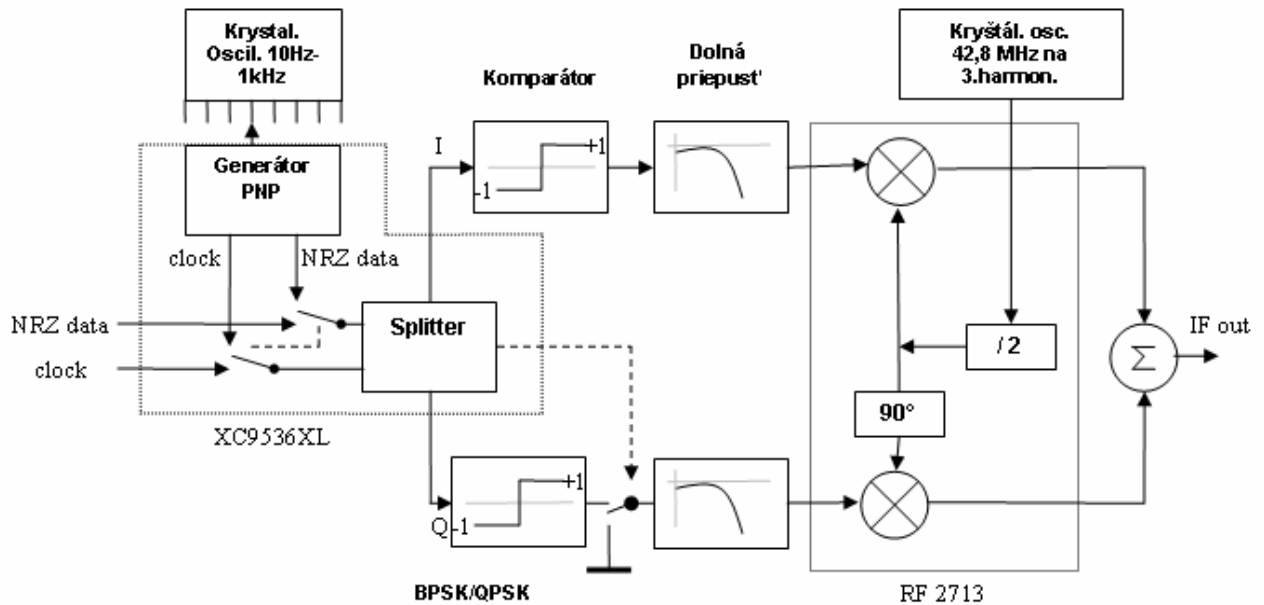 Krystal.
Oscil. 10Hz-
1kHz
Kryštál. osc.
42,8 MHz na
3.harmon.
Komparátor
Dolná
priepusť
Generátor
PNP
I
+1
-1
clock
NRZ data
NRZ data
clock
Splitter
/ 2
90°
Σ
IF out
XC9536XL
+1
Q
-1
BPSK/QPSK
RF 2713